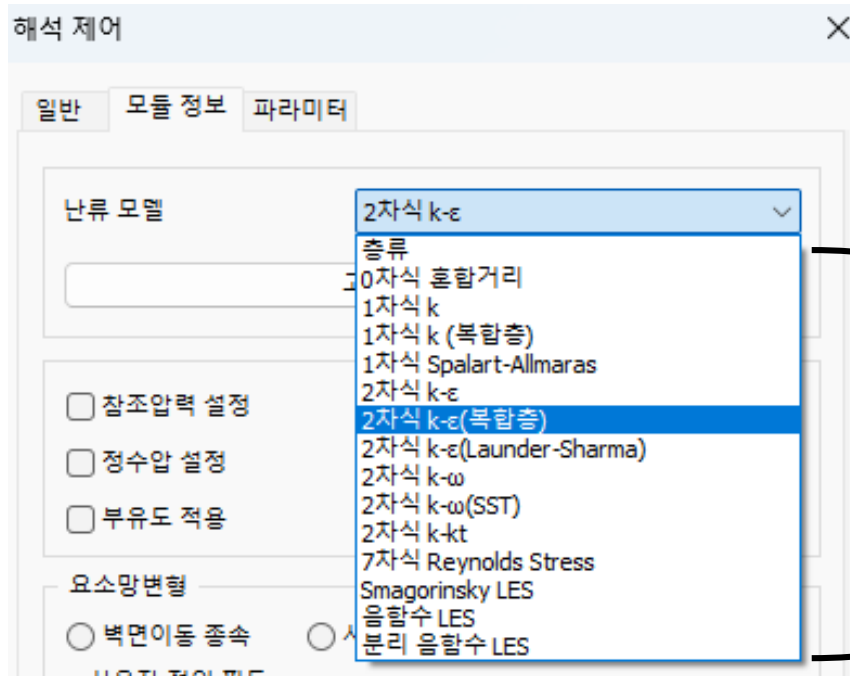 해석 제어
일반 모듈 정보 파라미터
난류 모델 2차식 k-ε
층류
0차식 혼합거리
1차식 k
1차식 k (복합층)
1차식 Spalart-Allmaras
2차식 k-ε
2차식 k-ε(복합층)
2차식 k-ε(Launder-Sharma)
2차식 k-ω
2차식 k-ω(SST)
2차식 k-kt
7차식 Reynolds Stress
Smagorinsky LES
음함수 LES
분리 음함수 LES
참조압력 설정
정수압 설정
부유도 적용
요소망변형
벽면이동 종속